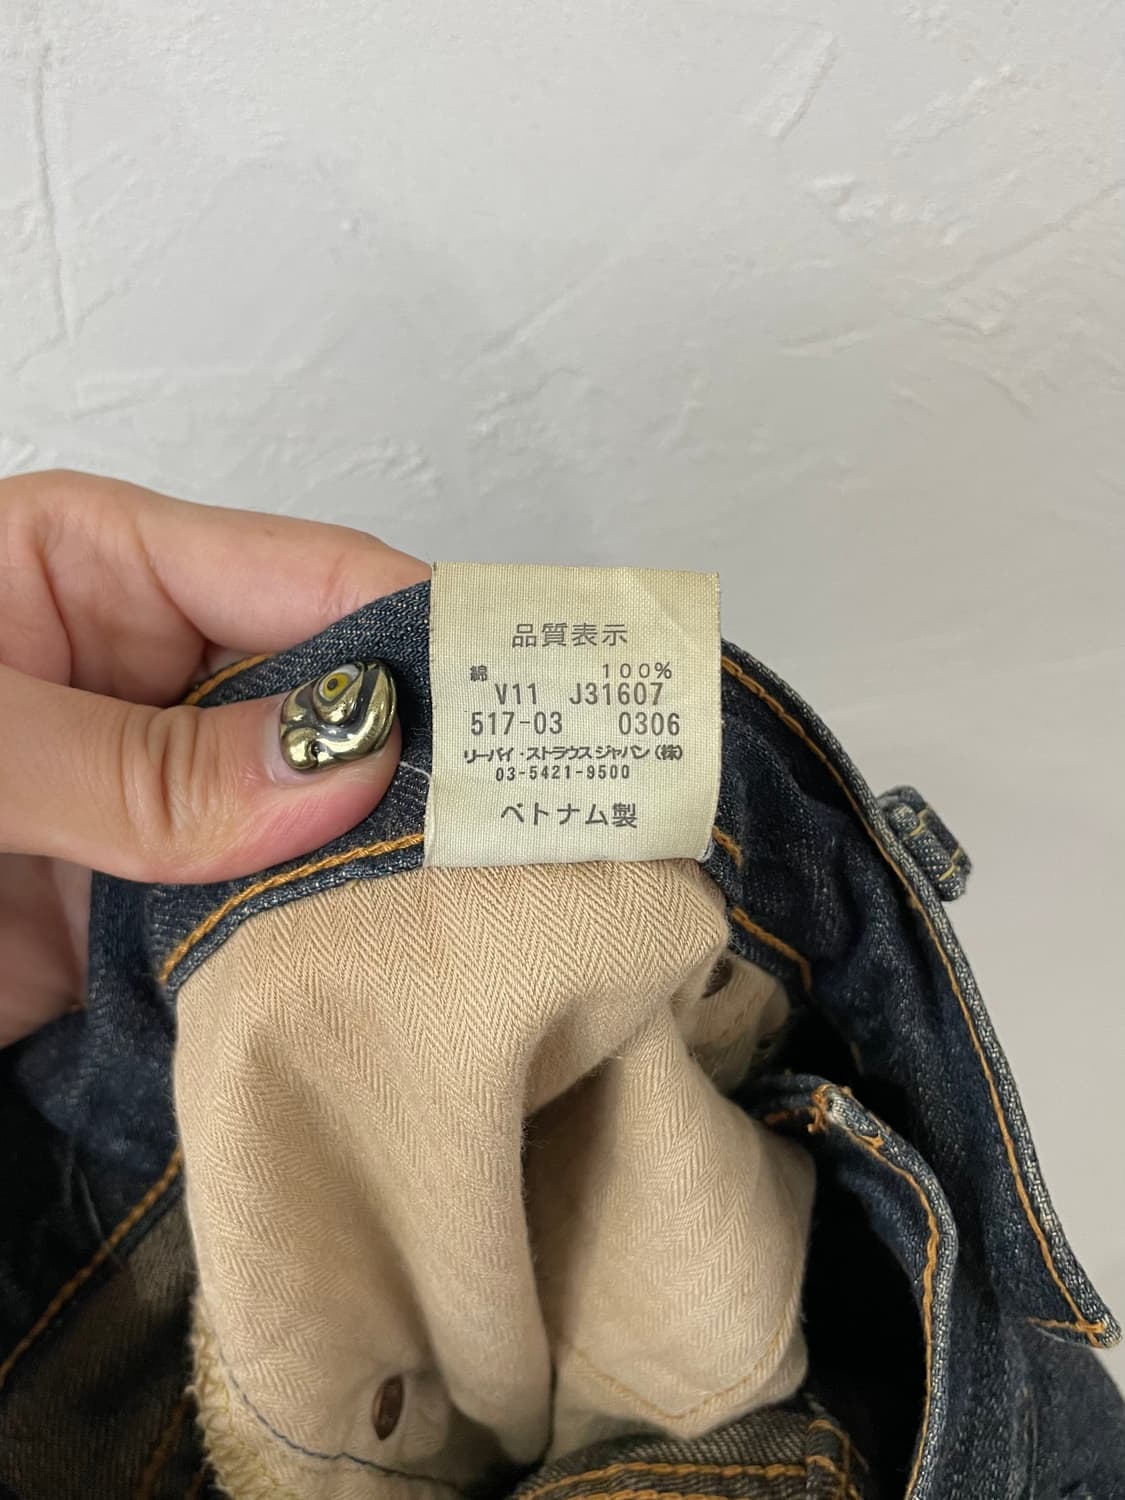 品質表示
綿 100%
V11 J31607
517-03 0306
リーバイ・ストラウス ジャパン(株)
03-5421-9500
ベトナム製